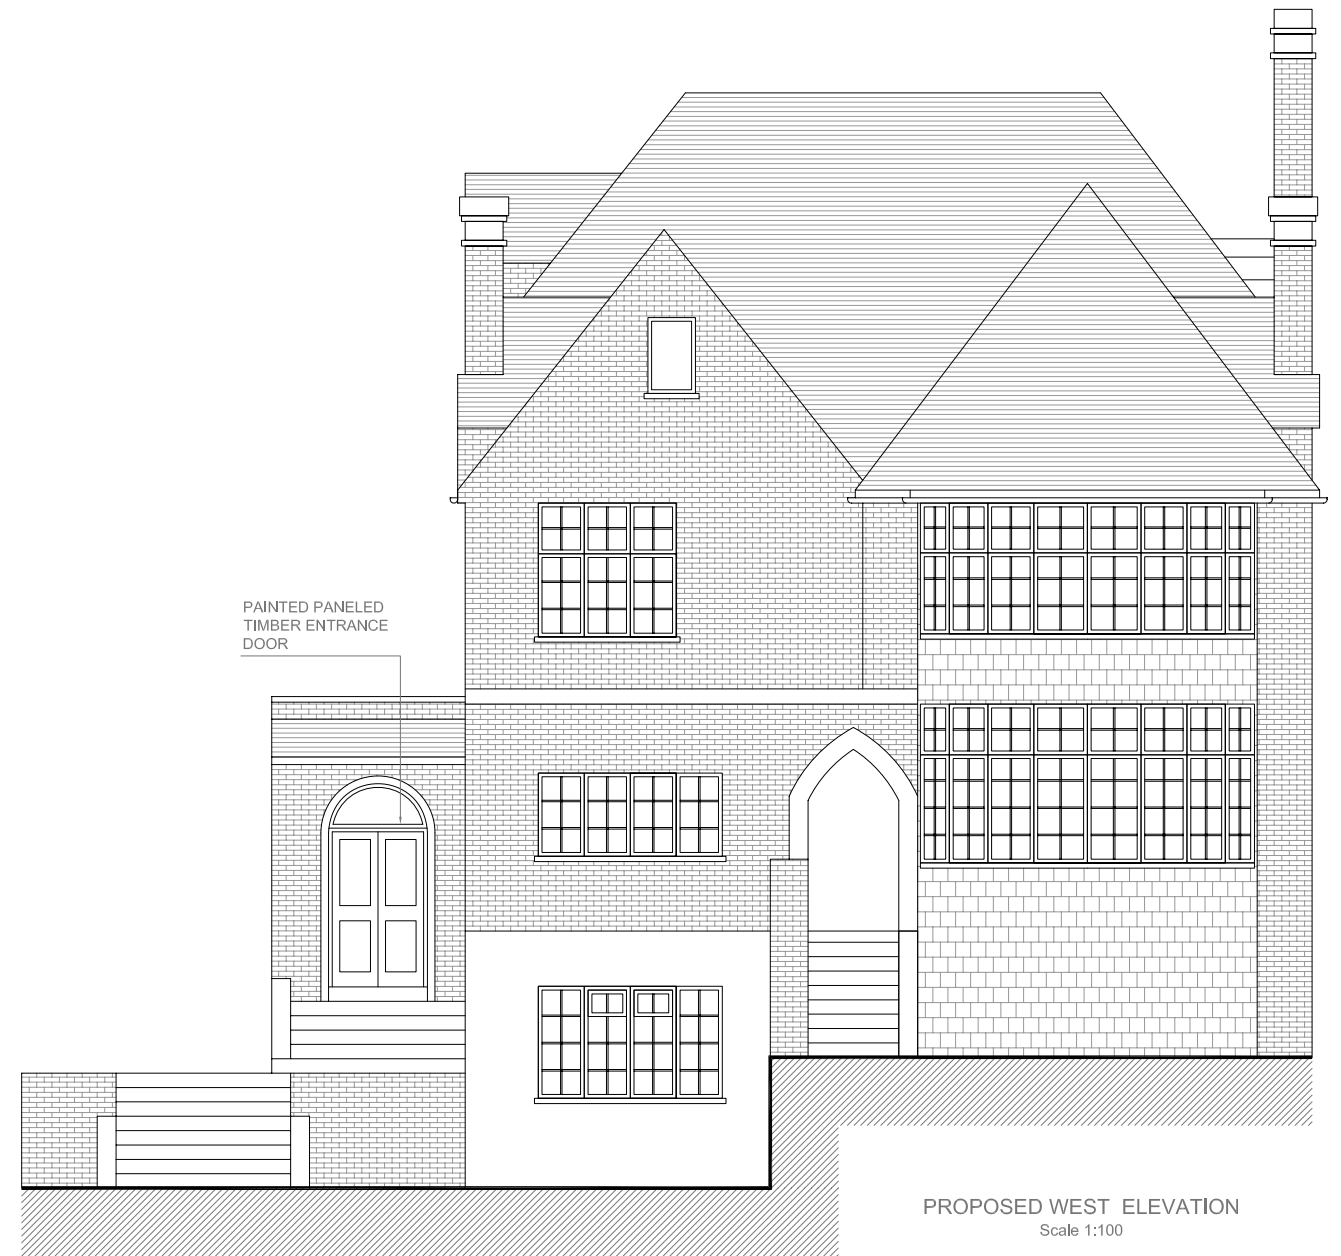 PAINTED PANELED
TIMBER ENTRANCE
DOOR
PROPOSED WEST ELEVATION
Scale 1:100